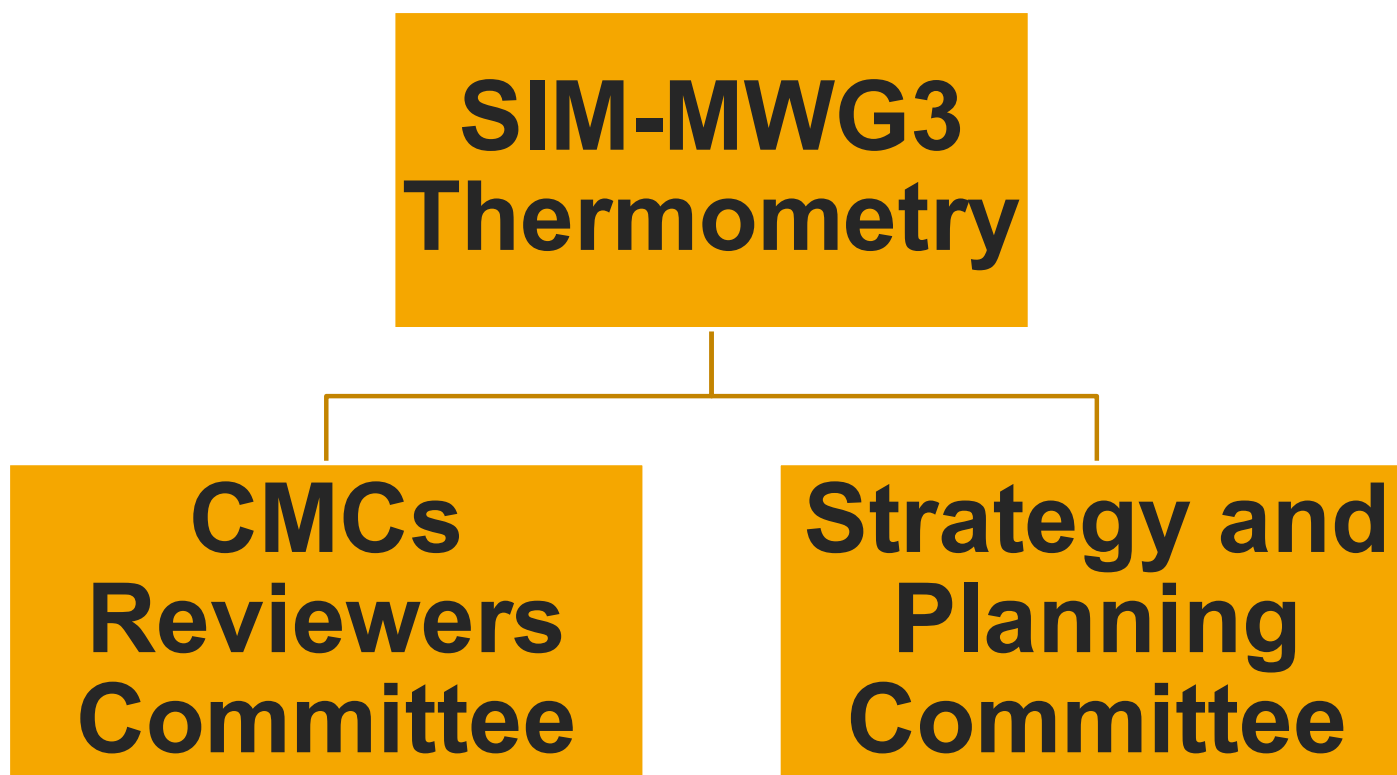 SIM-MWG3
Thermometry
CMCs
Reviewers
Committee
Strategy and
Planning
Committee